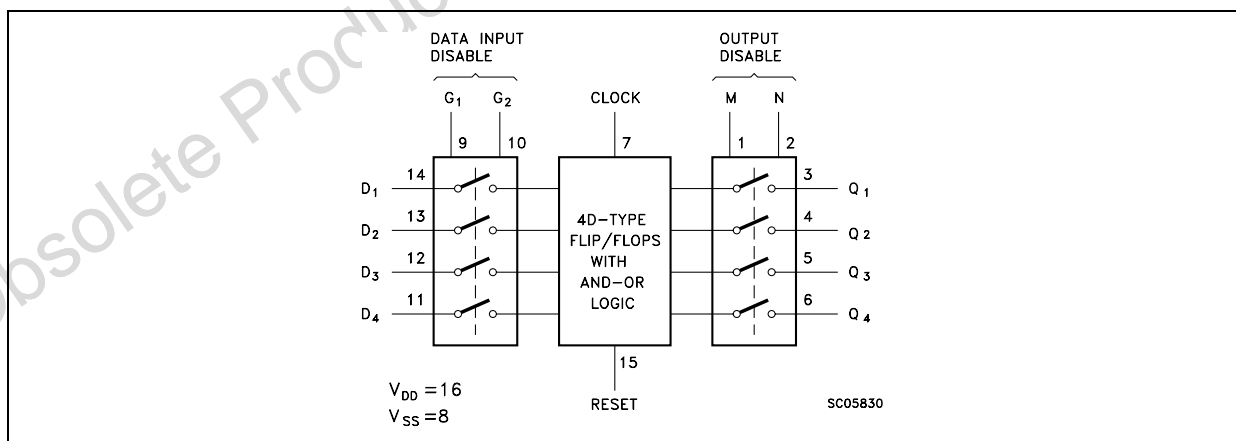 Obsolete Produc
DATA INPUT
DISABLE
OUTPUT
DISABLE
G1 G2
CLOCK
M N
9 10
7
1 2
D1 14
3 Q1
D2 13
4 Q2
D3 12
5 Q3
D4 11
6 Q4
4D-TYPE
FLIP/FLOPS
WITH
AND-OR
LOGIC
15
RESET
VDD =16
VSS =8
SC05830